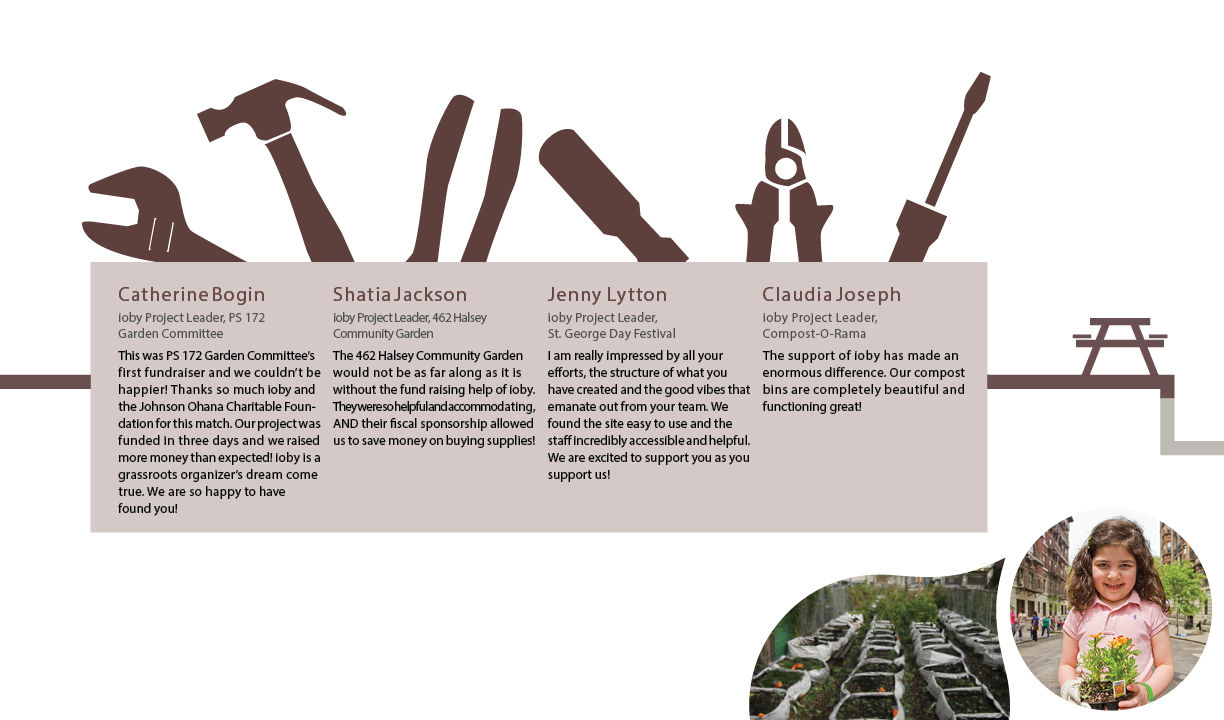 Catherine Bogin
ioby Project Leader, PS 172
Garden Committee
This was PS 172 Garden Committee's
first fundraiser and we couldn't be
happier! Thanks so much ioby and
the Johnson Ohana Charitable Foun-
dation for this match. Our project was
funded in three days and we raised
more money than expected! ioby is a
grassroots organizer's dream come
true. We are so happy to have
found you!
Shatia Jackson
ioby Project Leader, 462 Halsey
Community Garden
The 462 Halsey Community Garden
would not be as far along as it is
without the fund raising help of ioby.
They were so helpful and accommodating,
AND their fiscal sponsorship allowed
us to save money on buying supplies!
Jenny Lytton
ioby Project Leader,
St. George Day Festival
I am really impressed by all your
efforts, the structure of what you
have created and the good vibes that
emanate out from your team. We
found the site easy to use and the
staff incredibly accessible and helpful.
We are excited to support you as you
support us!
Claudia Joseph
ioby Project Leader,
Compost-O-Rama
The support of ioby has made an
enormous difference. Our compost
bins are completely beautiful and
functioning great!